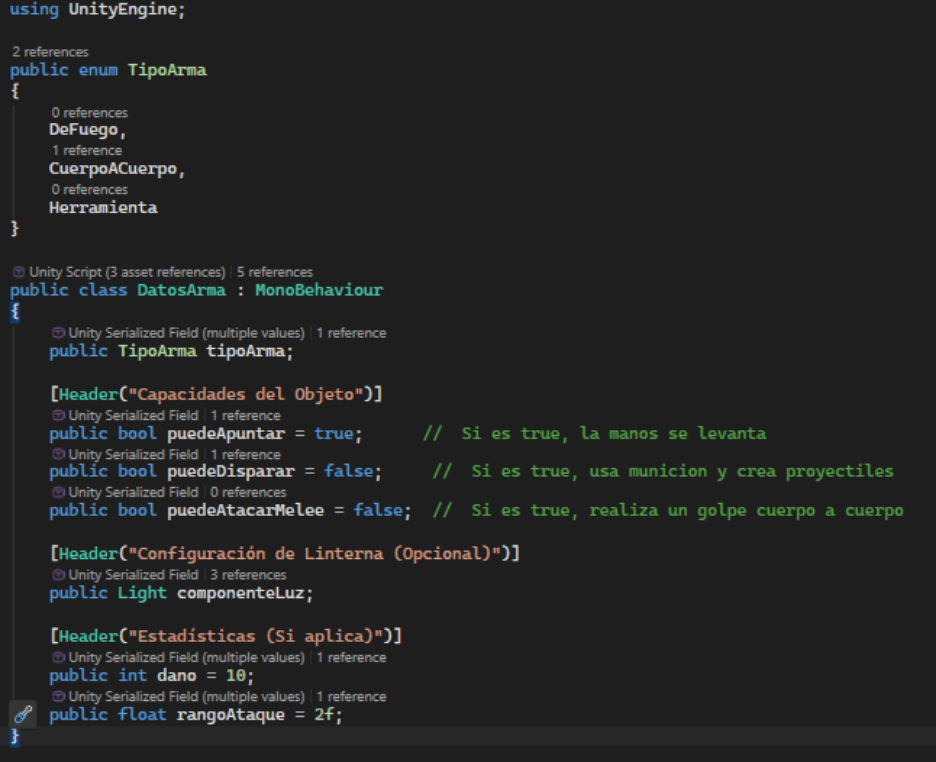 using UnityEngine;
2 references
public enum TipoArma
{
0 references
DeFuego,
1 reference
CuerpoACuerpo,
0 references
Herramienta
}
Unity Script (3 asset references) | 5 references
public class DatosArma : MonoBehaviour
{
Unity Serialized Field (multiple values) | 1 reference
public TipoArma tipoArma;
[Header("Capacidades del Objeto")]
Unity Serialized Field | 1 reference
public bool puedeApuntar = true;      //  Si es true, la manos se levanta
Unity Serialized Field | 1 reference
public bool puedeDisparar = false;     //  Si es true, usa municion y crea proyectiles
Unity Serialized Field | 0 references
public bool puedeAtacarMelee = false;  //  Si es true, realiza un golpe cuerpo a cuerpo
[Header("Configuración de Linterna (Opcional)")]
Unity Serialized Field | 3 references
public Light componenteLuz;
[Header("Estadísticas (Si aplica)")]
Unity Serialized Field (multiple values) | 1 reference
public int dano = 10;
Unity Serialized Field (multiple values) | 1 reference
public float rangoAtaque = 2f;
}